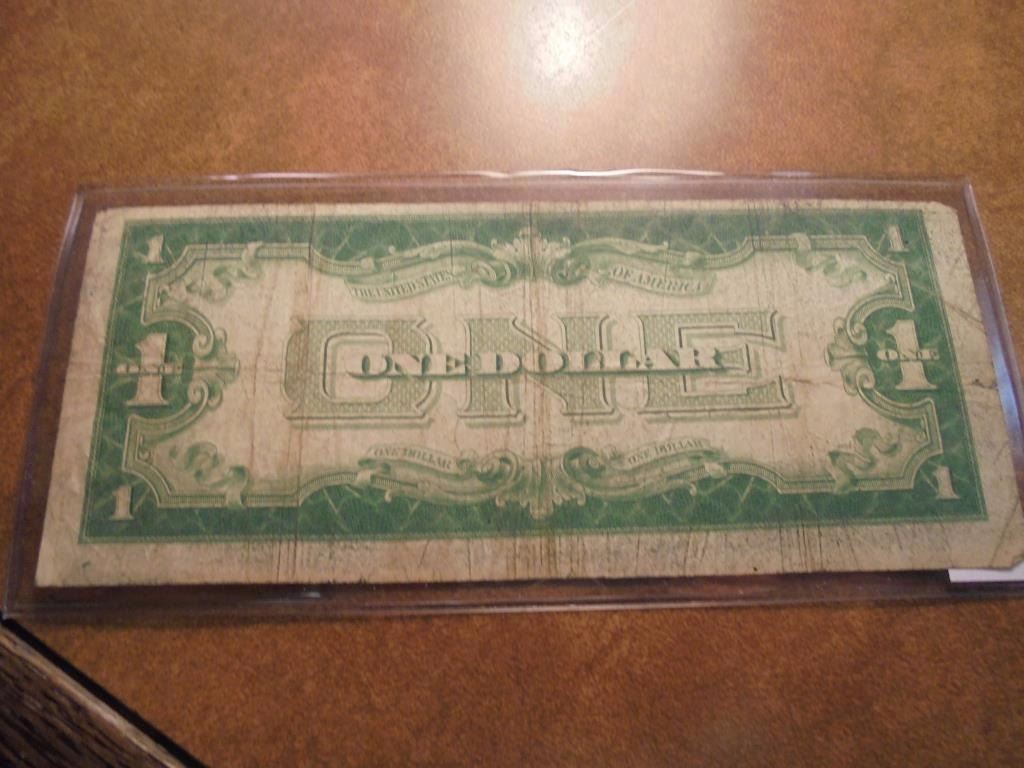 1 1
THE UNITED STATES OF AMERICA
ONE
ONE DOLLAR
1 ONE 1 ONE
ONE DOLLAR ONE DOLLAR
1 1